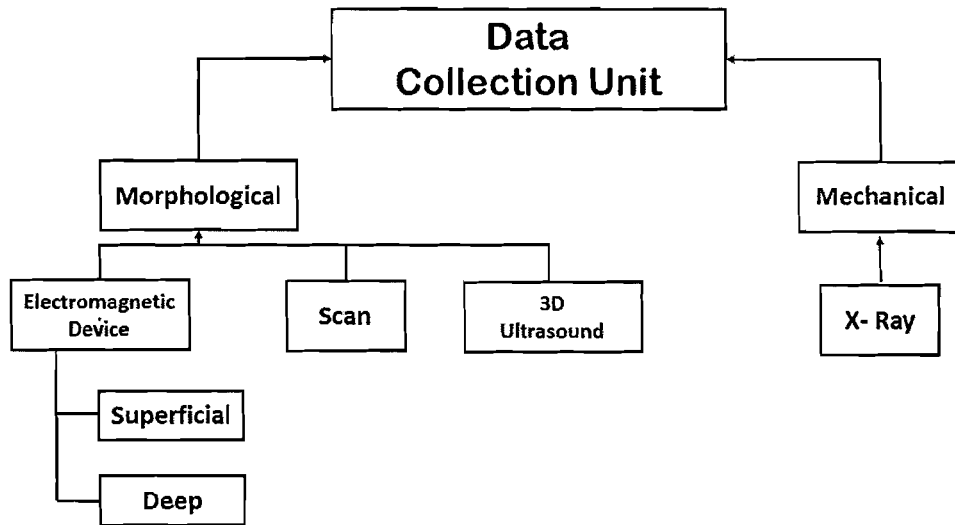 Data
Collection Unit
Morphological
Mechanical
Electromagnetic
Device
Scan
3D
Ultrasound
X- Ray
Superficial
Deep